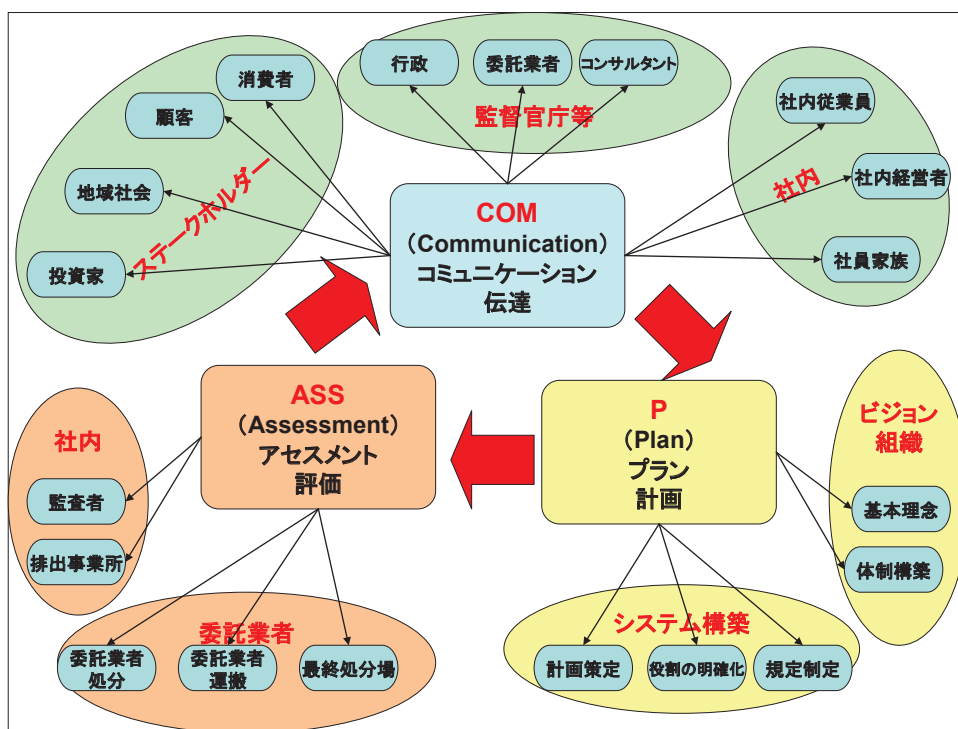 行政
委託業者
コンサルタント
監督官庁等
消費者
顧客
地域社会
投資家
ステークホルダー
社内従業員
社内経営者
社員家族
社内
COM
(Communication)
コミュニケーション
伝達
ASS
(Assessment)
アセスメント
評価
P
(Plan)
プラン
計画
ビジョン
組織
基本理念
体制構築
社内
監査者
排出事業所
委託業者
委託業者
処分
委託業者
運搬
最終処分場
システム構築
計画策定
役割の明確化
規定制定